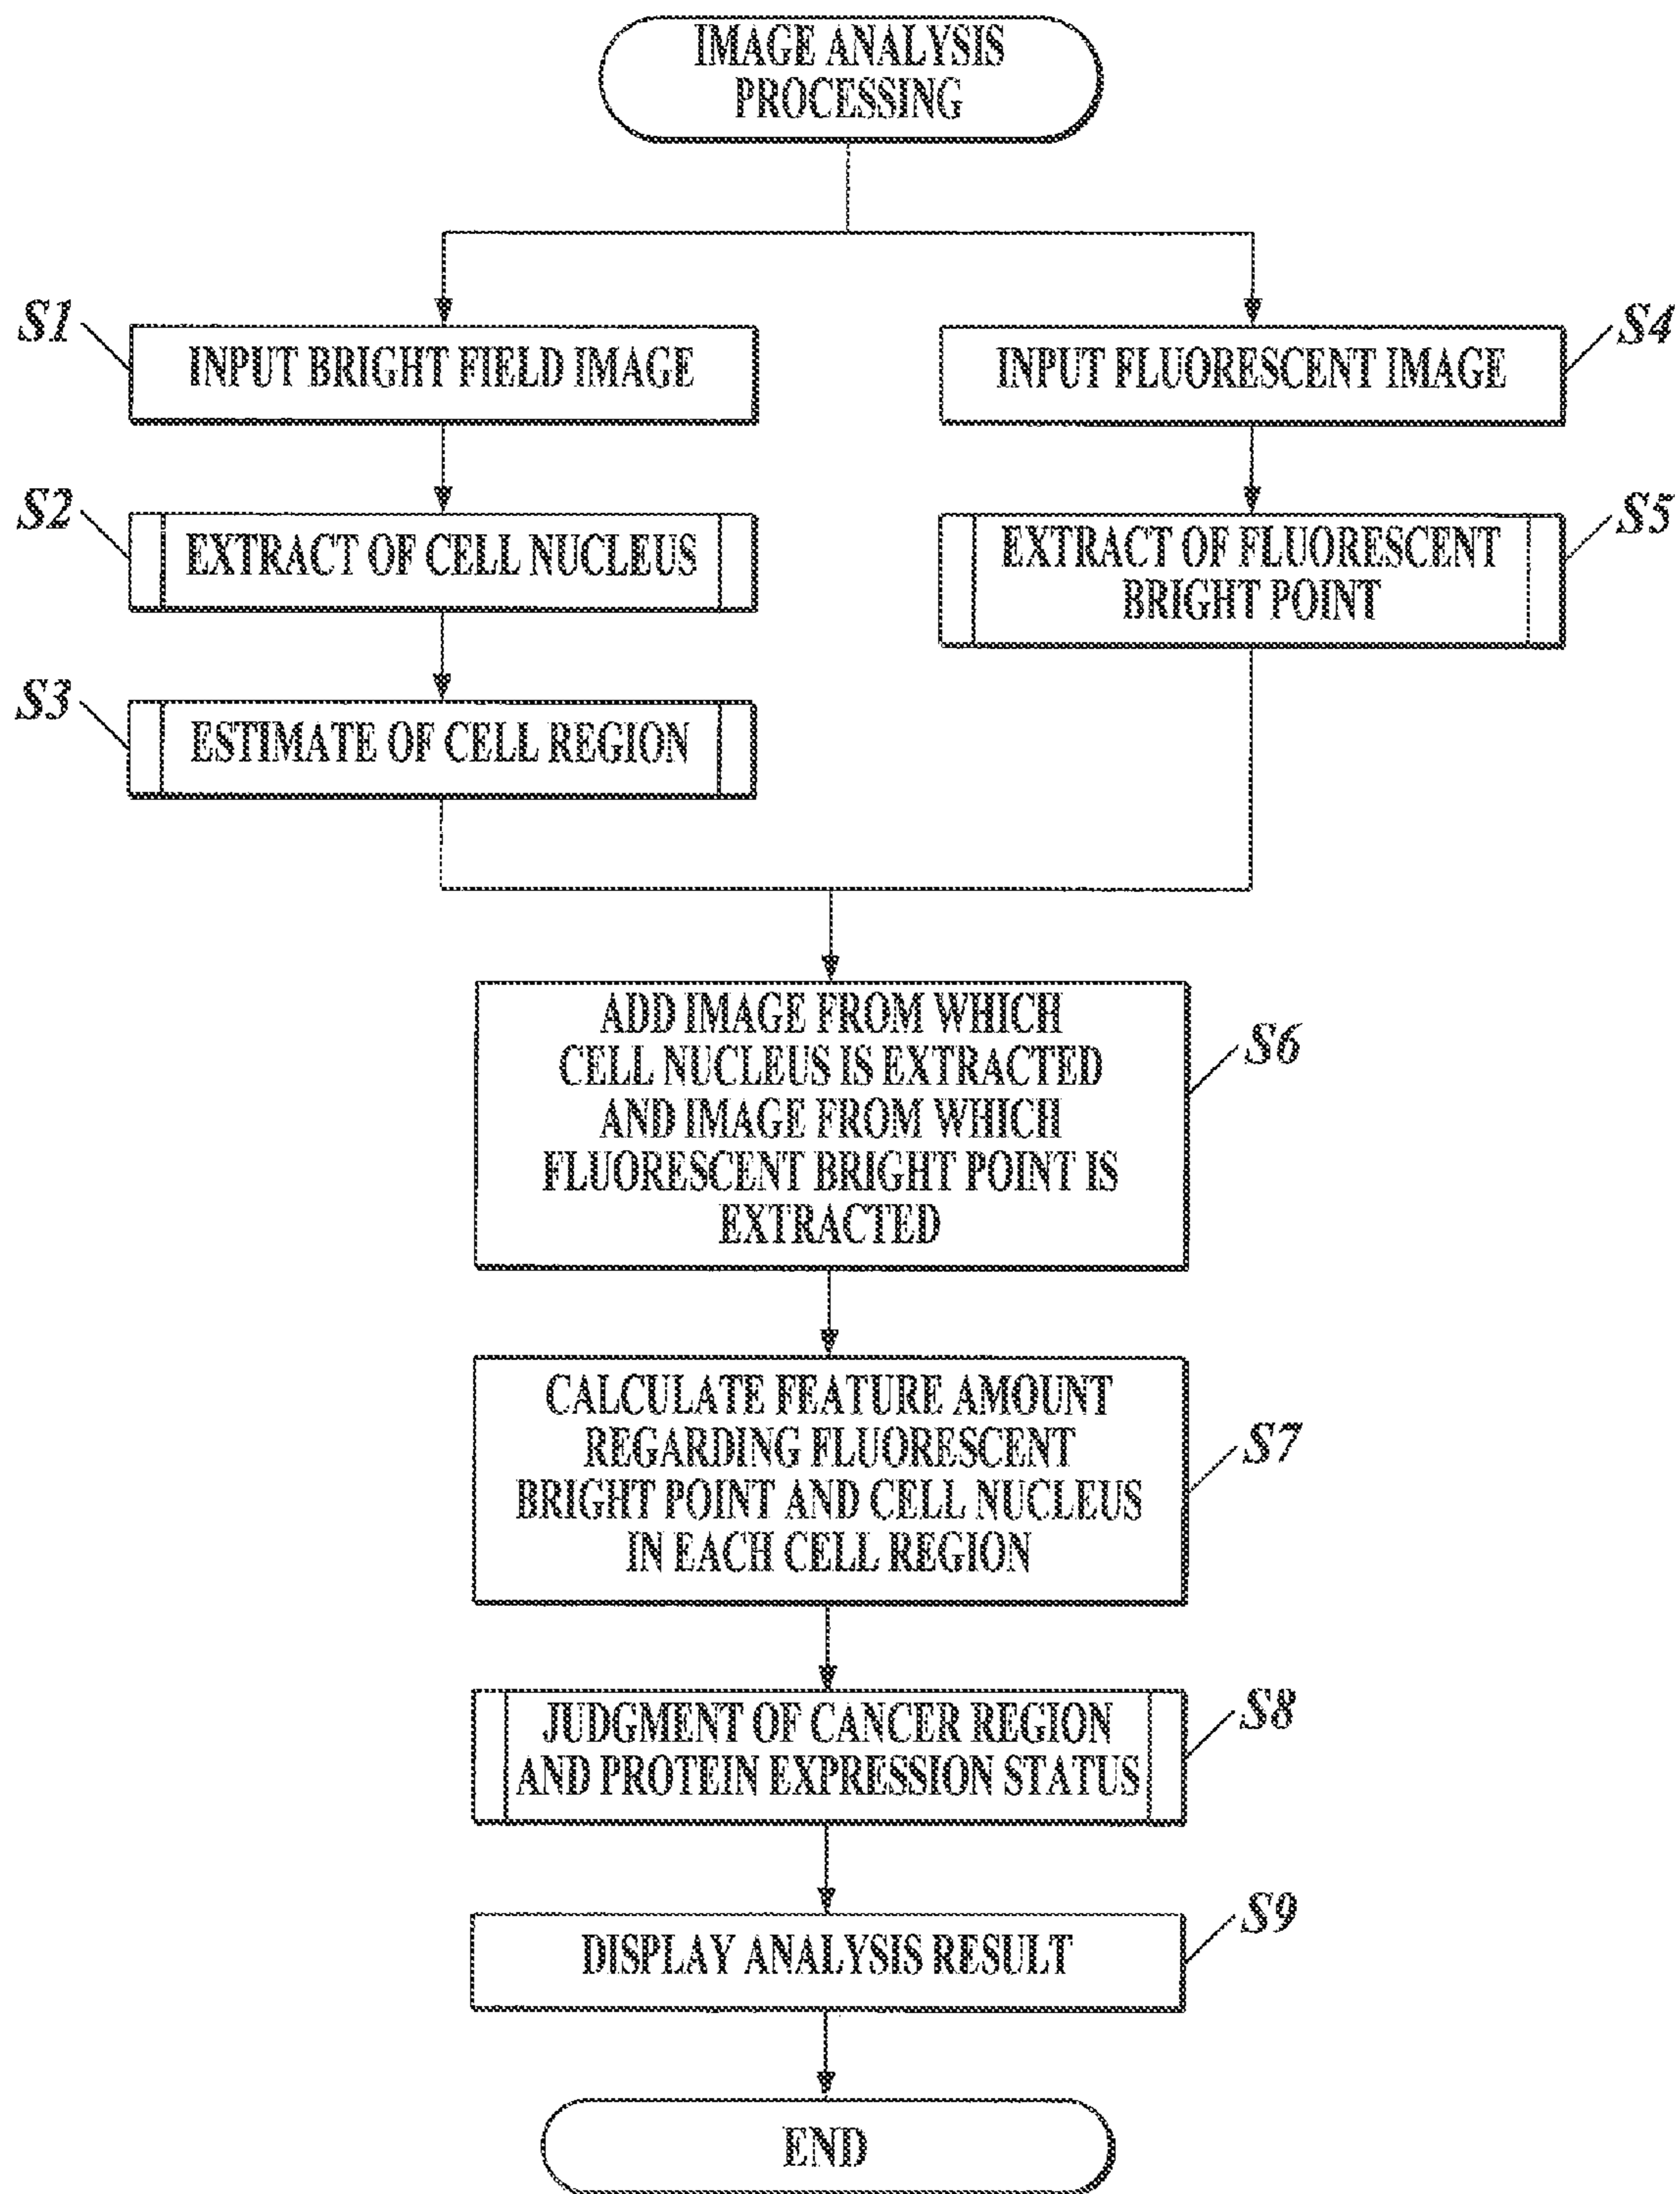 IMAGE ANALYSIS
PROCESSING
S1
INPUT BRIGHT FIELD IMAGE
S4
INPUT FLUORESCENT IMAGE
S2
EXTRACT OF CELL NUCLEUS
S5
EXTRACT OF FLUORESCENT
BRIGHT POINT
S3
ESTIMATE OF CELL REGION
S6
ADD IMAGE FROM WHICH
CELL NUCLEUS IS EXTRACTED
AND IMAGE FROM WHICH
FLUORESCENT BRIGHT POINT IS
EXTRACTED
S7
CALCULATE FEATURE AMOUNT
REGARDING FLUORESCENT
BRIGHT POINT AND CELL NUCLEUS
IN EACH CELL REGION
S8
JUDGMENT OF CANCER REGION
AND PROTEIN EXPRESSION STATUS
S9
DISPLAY ANALYSIS RESULT
END